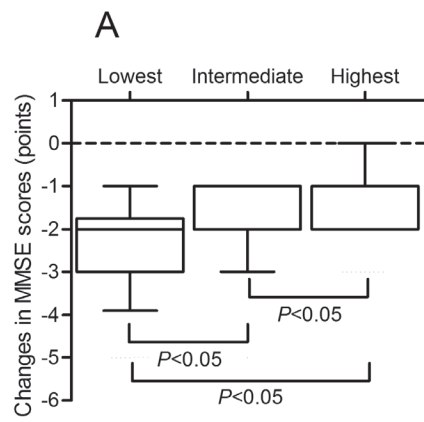 A
Lowest Intermediate Highest
Changes in MMSE scores (points)
1
0
-1
-2
-3
-4
-5
-6
P<0.05
P<0.05
P<0.05